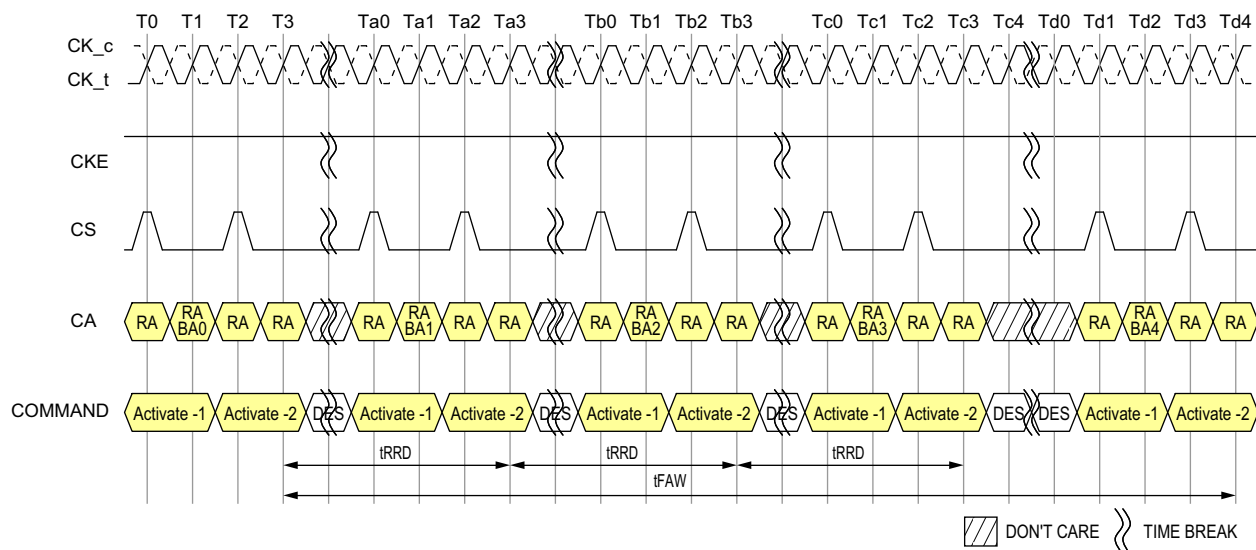 T0 T1 T2 T3 Ta0 Ta1 Ta2 Ta3 Tb0 Tb1 Tb2 Tb3 Tc0 Tc1 Tc2 Tc3 Tc4 Td0 Td1 Td2 Td3 Td4
CK_c
CK_t
CKE
CS
CA RA RA BA0 RA RA RA RA BA1 RA RA RA RA BA2 RA RA RA RA BA3 RA RA RA RA BA4 RA RA
COMMAND Activate -1 Activate -2 DES Activate -1 Activate -2 DES Activate -1 Activate -2 DES Activate -1 Activate -2 DES DES Activate -1 Activate -2
tRRD tRRD tRRD
tFAW
DON'T CARE TIME BREAK